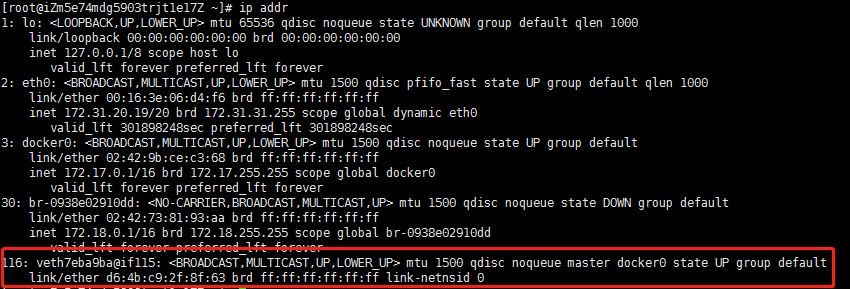 [root@iZm5e74mdg5903trjt1e17Z ~]# ip addr
1: lo: <LOOPBACK,UP,LOWER_UP> mtu 65536 qdisc noqueue state UNKNOWN group default qlen 1000
link/loopback 00:00:00:00:00:00 brd 00:00:00:00:00:00
inet 127.0.0.1/8 scope host lo
valid_lft forever preferred_lft forever
2: eth0: <BROADCAST,MULTICAST,UP,LOWER_UP> mtu 1500 qdisc pfifo_fast state UP group default qlen 1000
link/ether 00:16:3e:06:d4:f6 brd ff:ff:ff:ff:ff:ff
inet 172.31.20.19/20 brd 172.31.31.255 scope global dynamic eth0
valid_lft 301898248sec preferred_lft 301898248sec
3: docker0: <BROADCAST,MULTICAST,UP,LOWER_UP> mtu 1500 qdisc noqueue state UP group default
link/ether 02:42:9b:ce:c3:68 brd ff:ff:ff:ff:ff:ff
inet 172.17.0.1/16 brd 172.17.255.255 scope global docker0
valid_lft forever preferred_lft forever
30: br-0938e02910dd: <NO-CARRIER,BROADCAST,MULTICAST,UP> mtu 1500 qdisc noqueue state DOWN group default
link/ether 02:42:73:81:93:aa brd ff:ff:ff:ff:ff:ff
inet 172.18.0.1/16 brd 172.18.255.255 scope global br-0938e02910dd
valid_lft forever preferred_lft forever
116: veth7eba9ba@if115: <BROADCAST,MULTICAST,UP,LOWER_UP> mtu 1500 qdisc noqueue master docker0 state UP group default
link/ether d6:4b:c9:2f:8f:63 brd ff:ff:ff:ff:ff:ff link-netnsid 0